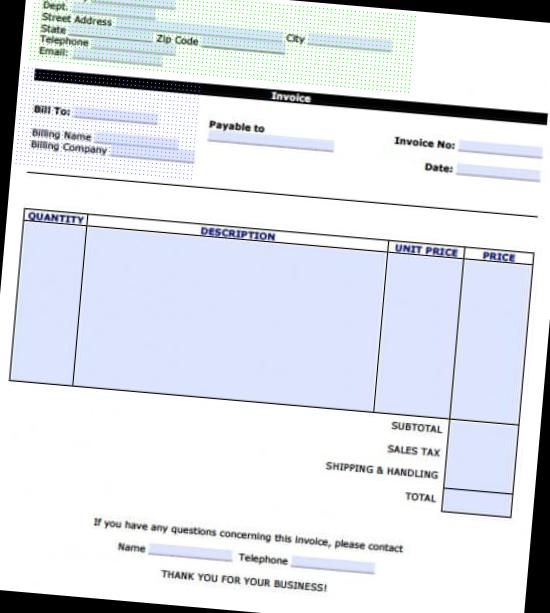 Dept.
Street Address City
State Zip Code
Telephone
Email:
Invoice
Bill To:
Payable to
Invoice No:
Billing Name
Billing Company
Date:
QUANTITY DESCRIPTION UNIT PRICE PRICE
SUBTOTAL
SALES TAX
SHIPPING & HANDLING
TOTAL
If you have any questions concerning this invoice, please contact
Name Telephone
THANK YOU FOR YOUR BUSINESS!